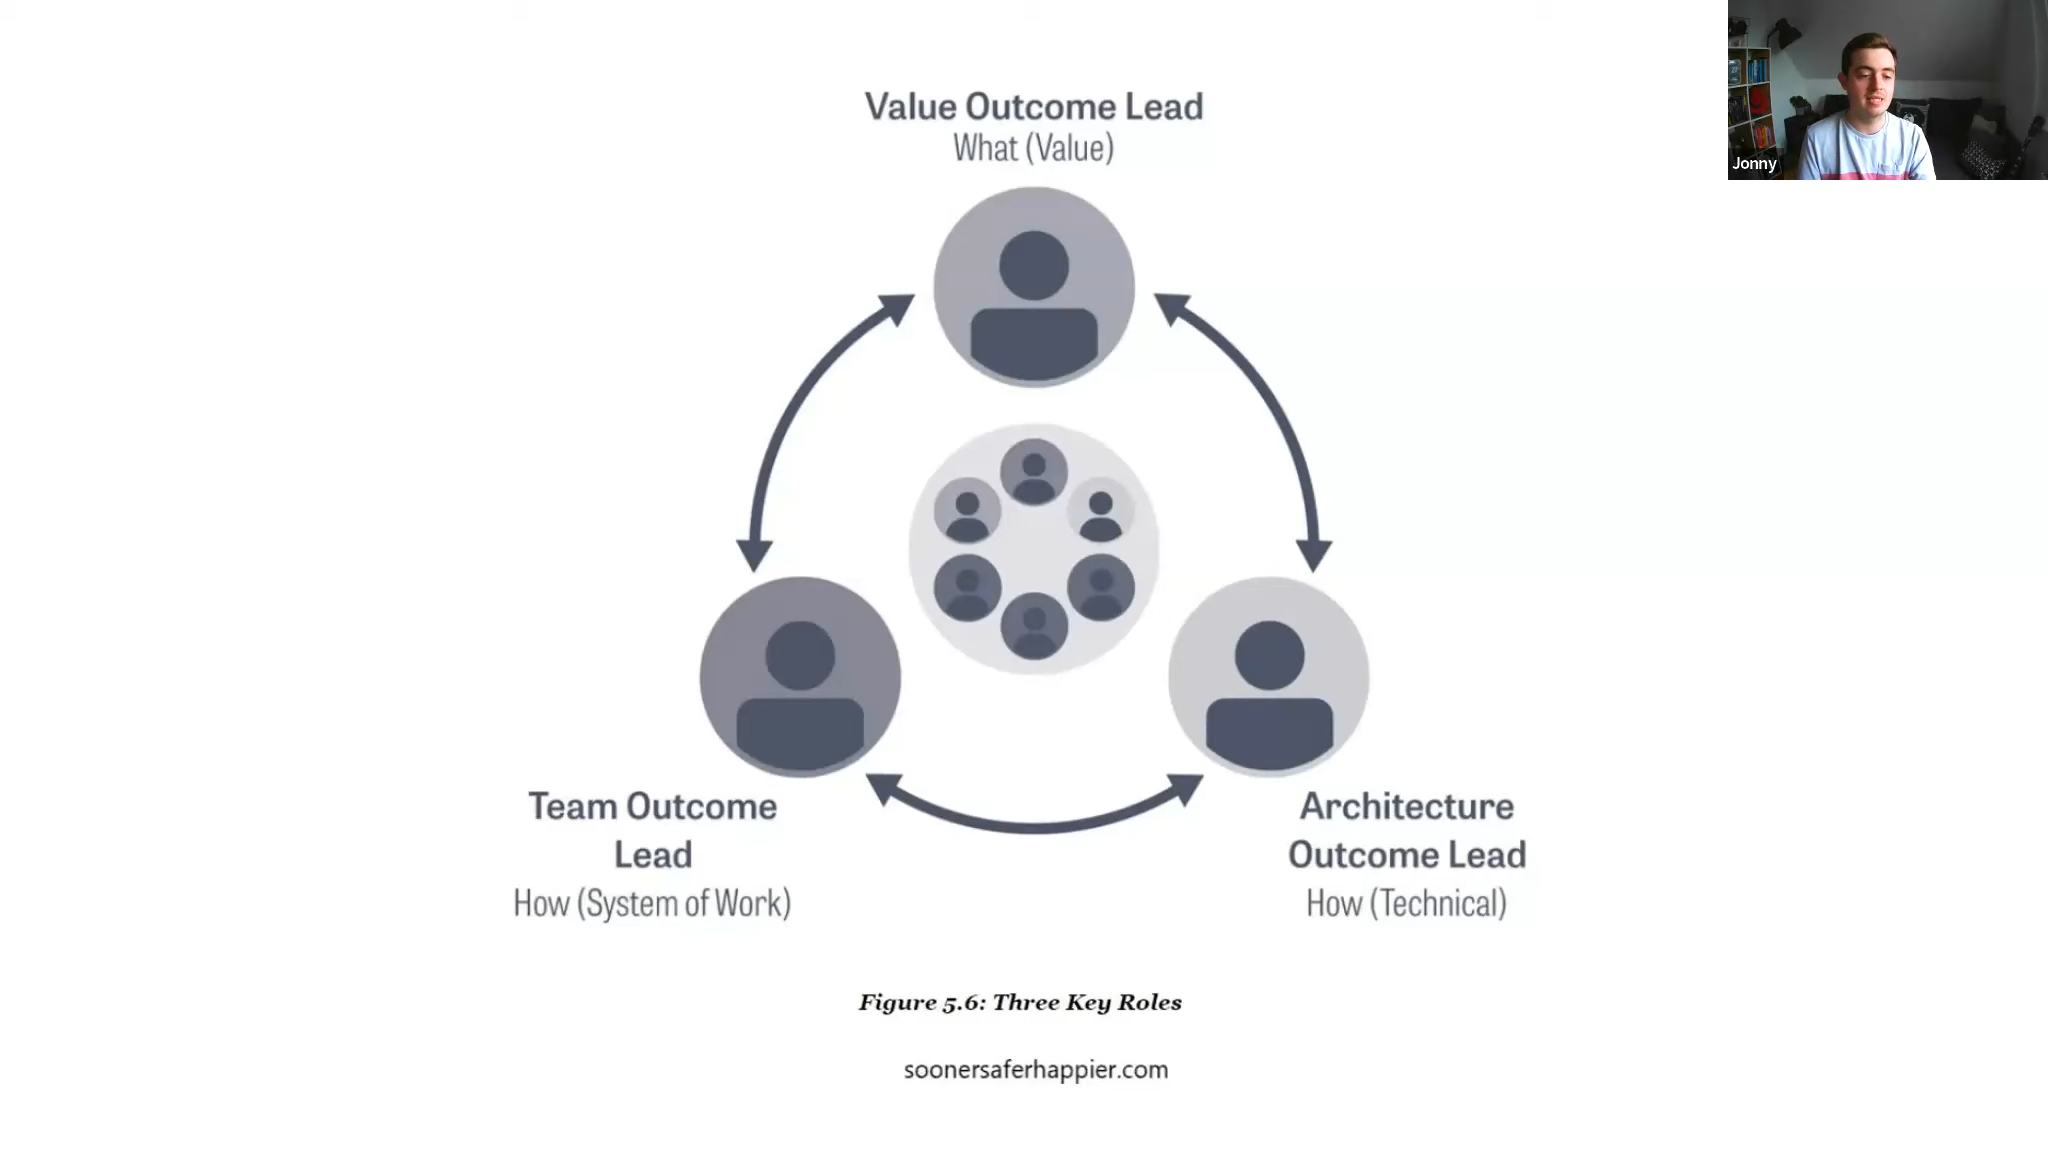 Value Outcome Lead
What (Value)
Jonny
Team Outcome
Lead
How (System of Work)
Architecture
Outcome Lead
How (Technical)
Figure 5.6: Three Key Roles
soonersaferhappier.com